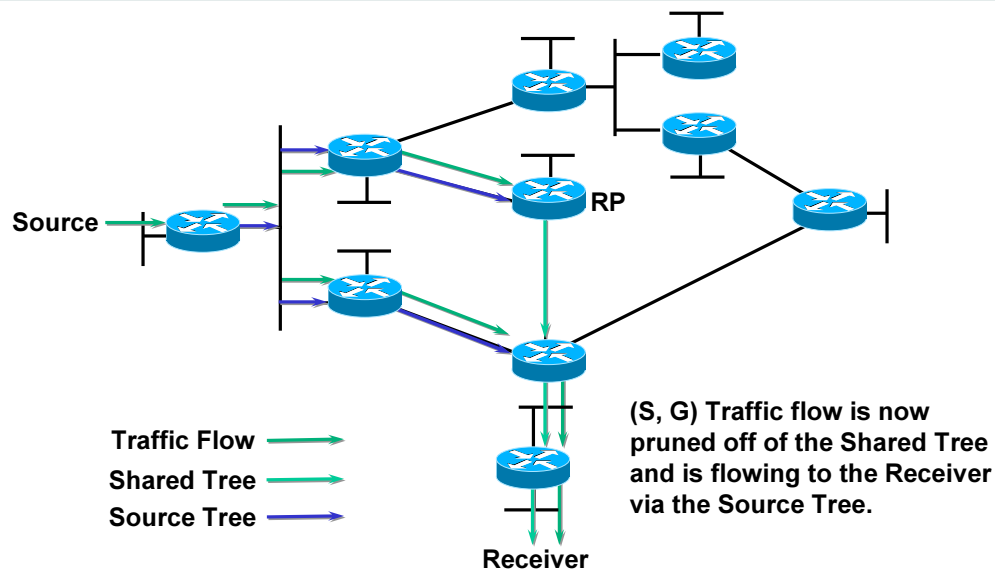 Source
RP
(S, G) Traffic flow is now
pruned off of the Shared Tree
and is flowing to the Receiver
via the Source Tree.
Traffic Flow
Shared Tree
Source Tree
Receiver